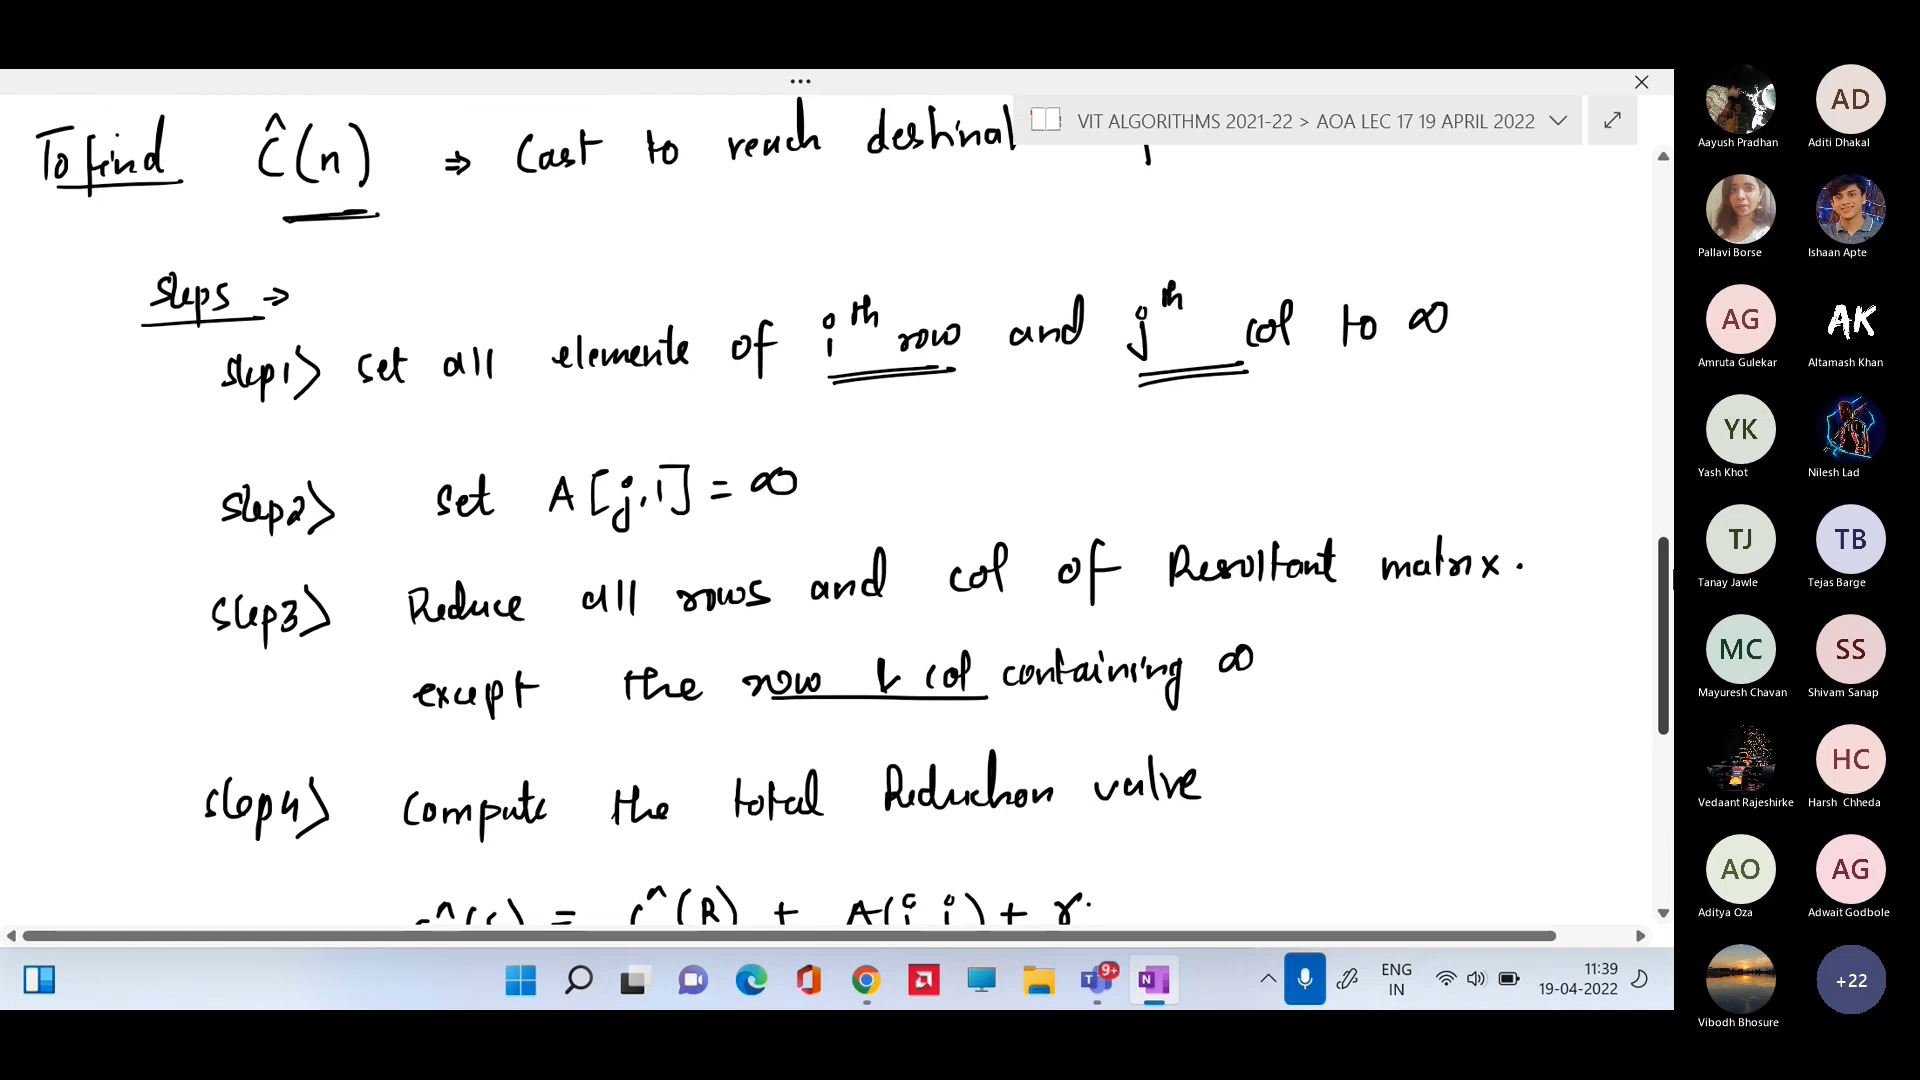 To find Ĉ(n) ⇒ Cost to reach destinat
VIT ALGORITHMS 2021-22 > AOA LEC 17 19 APRIL 2022
steps →
step1> set all elements of i th row and j th col to ∞
step2> set A[j,1] = ∞
step3> Reduce all rows and col of Resultant matrix.
except the row & col containing ∞
step4> compute the total Reduction value
= ĉ(R) + A(i,j) + r.
Aayush Pradhan
AD
Aditi Dhakal
Pallavi Borse
Ishaan Apte
AG
Amruta Gulekar
AK
Altamash Khan
YK
Yash Khot
Nilesh Lad
TJ
Tanay Jawle
TB
Tejas Barge
MC
Mayuresh Chavan
SS
Shivam Sanap
Vedaant Rajeshirke
HC
Harsh Chheda
AO
Aditya Oza
AG
Adwait Godbole
Vibodh Bhosure
+22
9+
ENG
IN
11:39
19-04-2022